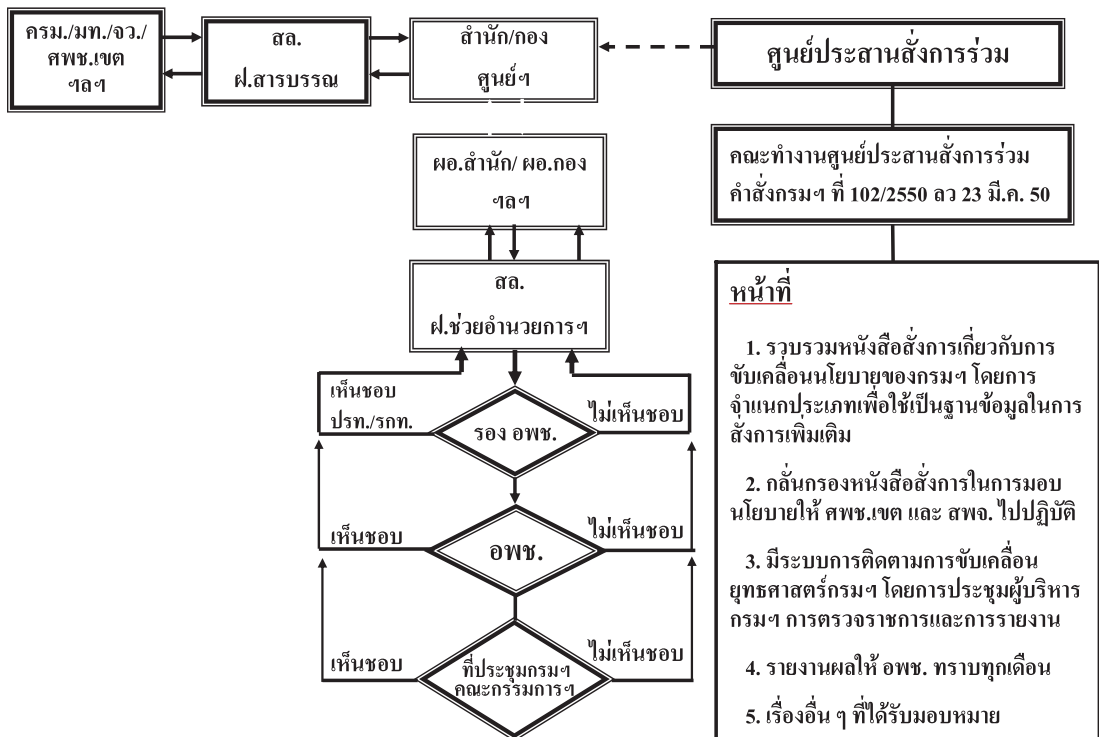 ครม./มท./จว./
ศพช.เขต
ฯลฯ
สล.
ฝ.สารบรรณ
สำนัก/กอง
ศูนย์ฯ
ศูนย์ประสานสั่งการร่วม
คณะทำงานศูนย์ประสานสั่งการร่วม
คำสั่งกรมฯ ที่ 102/2550 ลว 23 มี.ค. 50
ผอ.สำนัก/ ผอ.กอง
ฯลฯ
สล.
ฝ.ช่วยอำนวยการฯ
เห็นชอบ
ปรท./รกท.
ไม่เห็นชอบ
รอง อพช.
เห็นชอบ
ไม่เห็นชอบ
อพช.
เห็นชอบ
ไม่เห็นชอบ
ที่ประชุมกรมฯ
คณะกรรมการฯ
หน้าที่
1. รวบรวมหนังสือสั่งการเกี่ยวกับการ
ขับเคลื่อนนโยบายของกรมฯ โดยการ
จำแนกประเภทเพื่อใช้เป็นฐานข้อมูลในการ
สั่งการเพิ่มเติม
2. กลั่นกรองหนังสือสั่งการในการมอบ
นโยบายให้ ศพช.เขต และ สพจ. ไปปฏิบัติ
3. มีระบบการติดตามการขับเคลื่อน
ยุทธศาสตร์กรมฯ โดยการประชุมผู้บริหาร
กรมฯ การตรวจราชการและการรายงาน
4. รายงานผลให้ อพช. ทราบทุกเดือน
5. เรื่องอื่น ๆ ที่ได้รับมอบหมาย